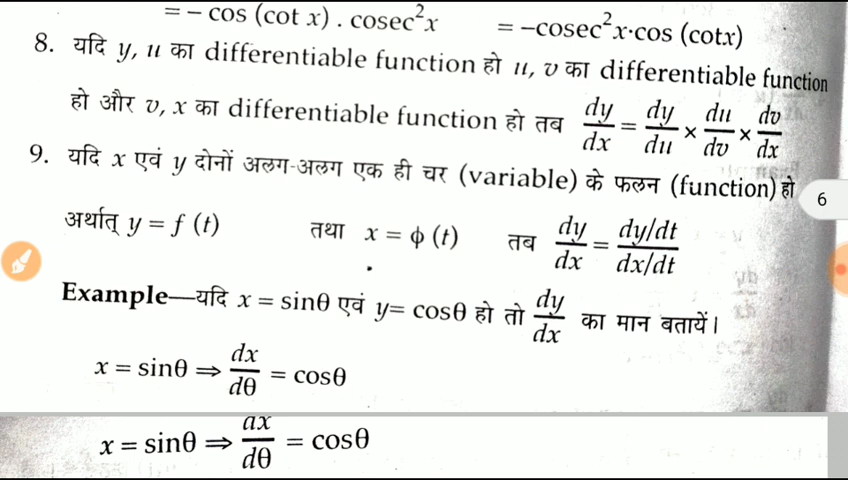 = − cos (cot x) . cosec²x = −cosec²x·cos (cotx)
8. यदि y, u का differentiable function हो u, v का differentiable function
हो और v, x का differentiable function हो तब dy/dx = dy/du × du/dv × dv/dx
9. यदि x एवं y दोनों अलग-अलग एक ही चर (variable) के फलन (function) हो
6
अर्थात् y = f (t) तथा x = ϕ (t) तब dy/dx = dy/dt / dx/dt
Example—यदि x = sinθ एवं y= cosθ हो तो dy/dx का मान बतायें।
x = sinθ ⇒ dx/dθ = cosθ
x = sinθ ⇒ dx/dθ = cosθ